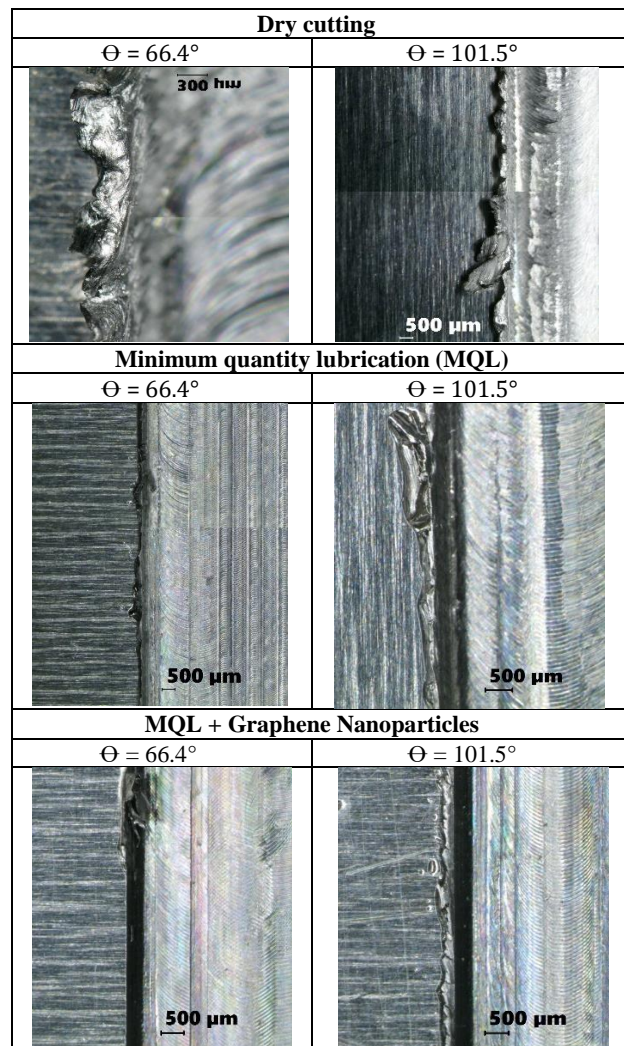 Dry cutting
Ө = 66.4°
Ө = 101.5°
300 µm
500 µm
Minimum quantity lubrication (MQL)
Ө = 66.4°
Ө = 101.5°
500 µm
500 µm
MQL + Graphene Nanoparticles
Ө = 66.4°
Ө = 101.5°
500 µm
500 µm